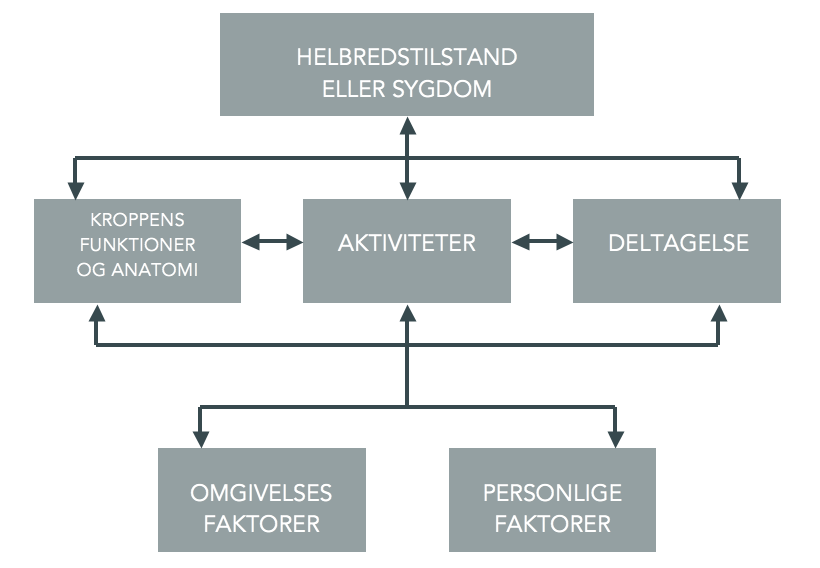 HELBREDSTILSTAND
ELLER SYGDOM
KROPPENS
FUNKTIONER
OG ANATOMI
AKTIVITETER
DELTAGELSE
OMGIVELSES
FAKTORER
PERSONLIGE
FAKTORER